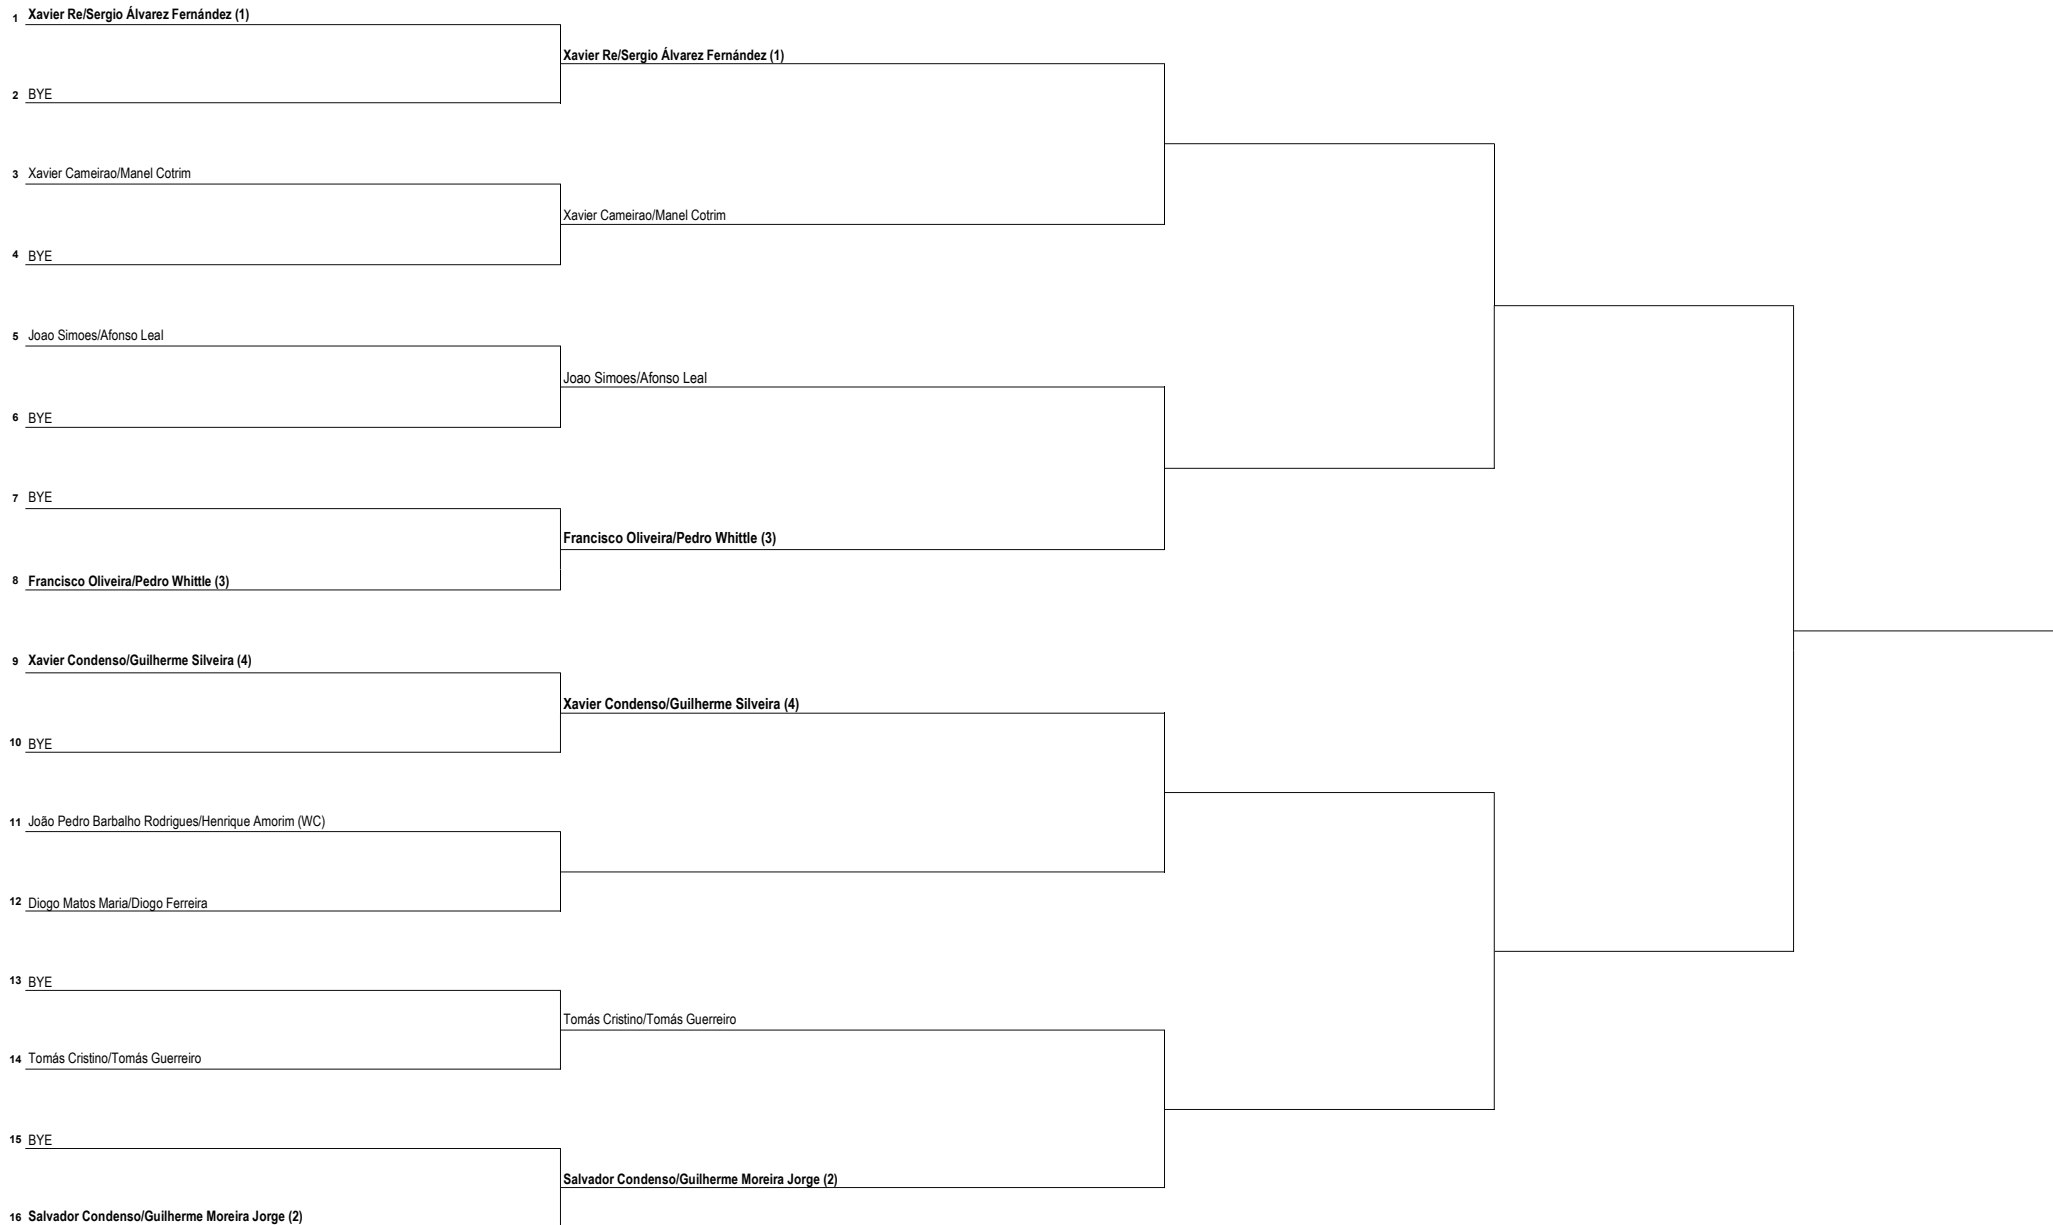 1 Xavier Re/Sergio Álvarez Fernández (1)
Xavier Re/Sergio Álvarez Fernández (1)
2 BYE
3 Xavier Cameirao/Manel Cotrim
Xavier Cameirao/Manel Cotrim
4 BYE
5 Joao Simoes/Afonso Leal
Joao Simoes/Afonso Leal
6 BYE
7 BYE
Francisco Oliveira/Pedro Whittle (3)
8 Francisco Oliveira/Pedro Whittle (3)
9 Xavier Condenso/Guilherme Silveira (4)
Xavier Condenso/Guilherme Silveira (4)
10 BYE
11 João Pedro Barbalho Rodrigues/Henrique Amorim (WC)
12 Diogo Matos Maria/Diogo Ferreira
13 BYE
Tomás Cristino/Tomás Guerreiro
14 Tomás Cristino/Tomás Guerreiro
15 BYE
Salvador Condenso/Guilherme Moreira Jorge (2)
16 Salvador Condenso/Guilherme Moreira Jorge (2)